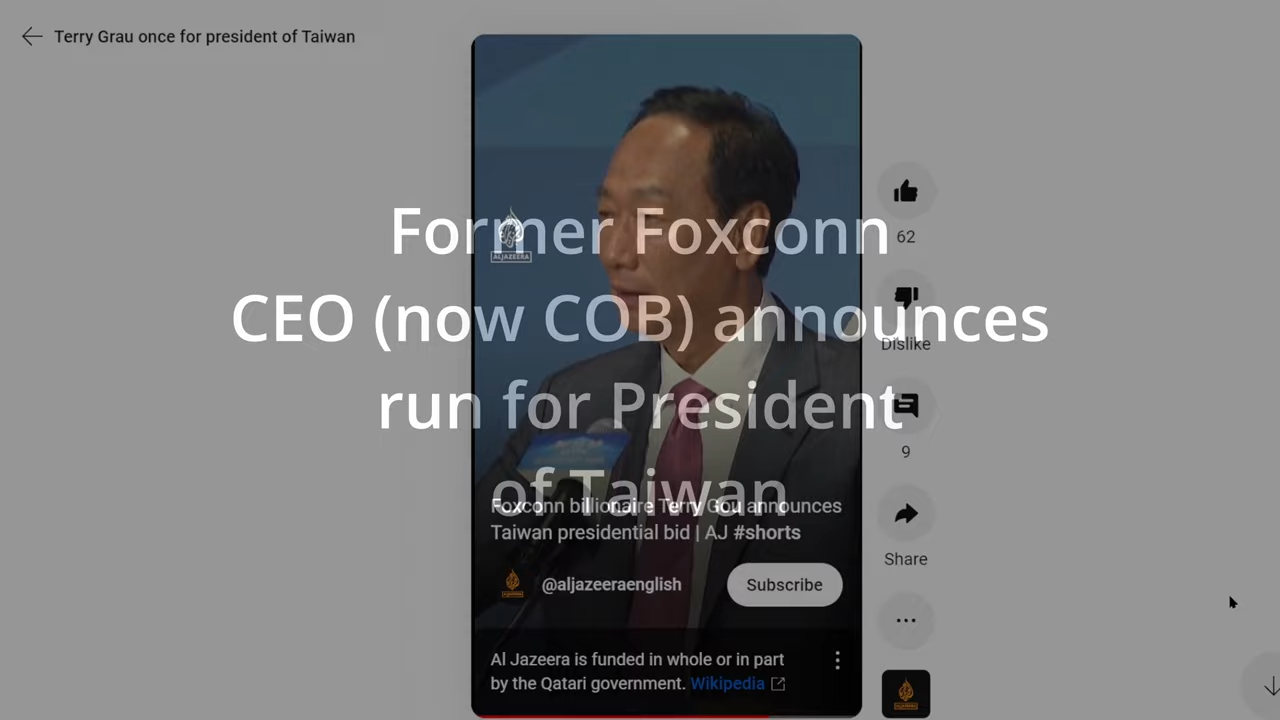 Terry Grau once for president of Taiwan
Former Foxconn
CEO (now COB) announces
run for President
of Taiwan
ALJAZEERA
62
Dislike
9
Share
Foxconn billionaire Terry Gou announces
Taiwan presidential bid | AJ #shorts
@aljazeeraenglish
Subscribe
Al Jazeera is funded in whole or in part
by the Qatari government. Wikipedia